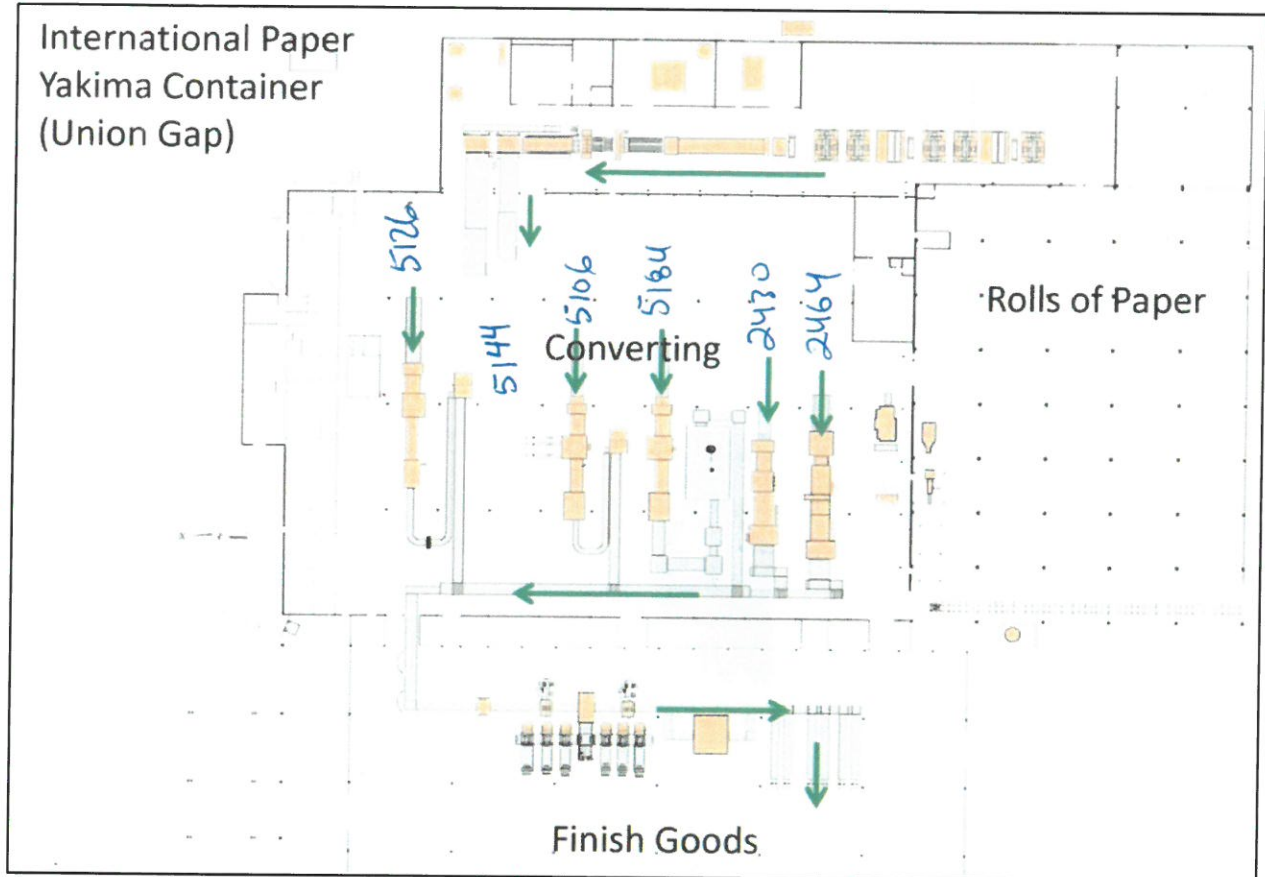 International Paper
Yakima Container
(Union Gap)
5126
5144
5106
5184
2430
2464
Converting
Rolls of Paper
Finish Goods